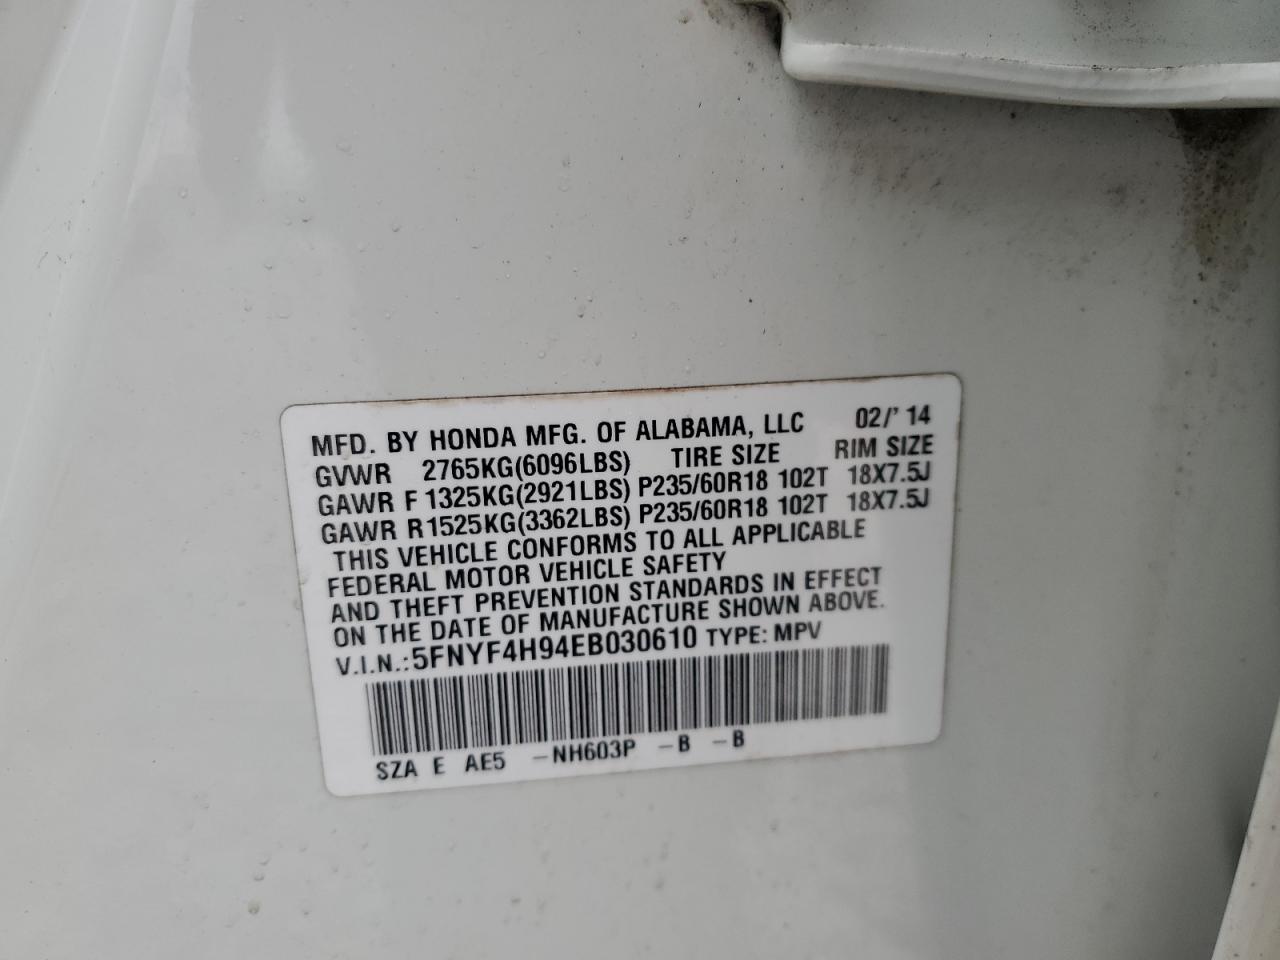 MFD. BY HONDA MFG. OF ALABAMA, LLC 02/' 14
GVWR 2765KG(6096LBS) TIRE SIZE RIM SIZE
GAWR F 1325KG(2921LBS) P235/60R18 102T 18X7.5J
GAWR R1525KG(3362LBS) P235/60R18 102T 18X7.5J
THIS VEHICLE CONFORMS TO ALL APPLICABLE
FEDERAL MOTOR VEHICLE SAFETY
AND THEFT PREVENTION STANDARDS IN EFFECT
ON THE DATE OF MANUFACTURE SHOWN ABOVE.
V.I.N.:5FNYF4H94EB030610 TYPE: MPV
SZA E AE5 -NH603P -B -B